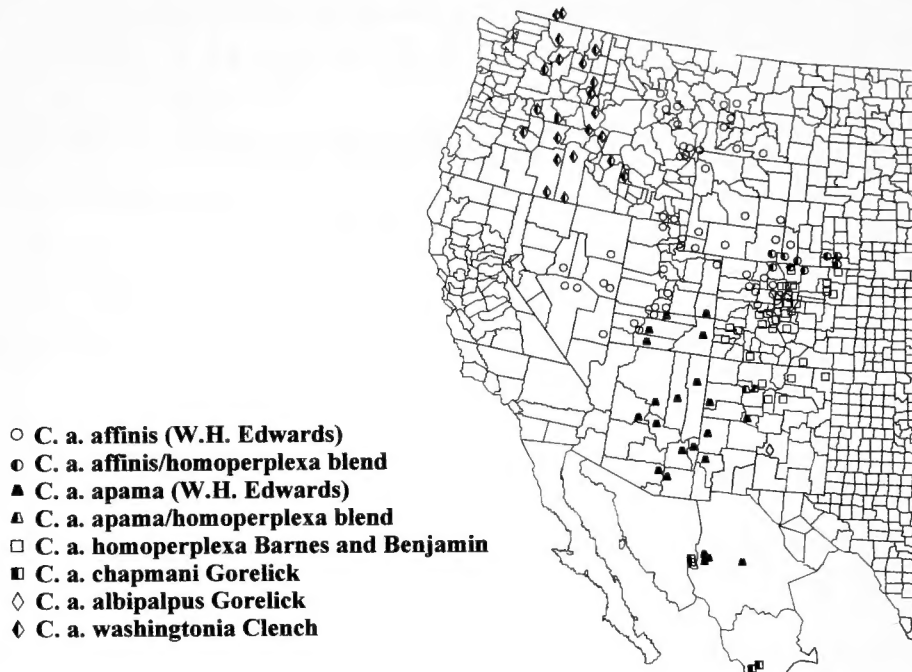 C. a. affinis (W.H. Edwards)
C. a. affinis/homoperplexa blend
C. a. apama (W.H. Edwards)
C. a. apama/homoperplexa blend
C. a. homoperplexa Barnes and Benjamin
C. a. chapmani Gorelick
C. a. albipalpus Gorelick
C. a. washingtonia Clench